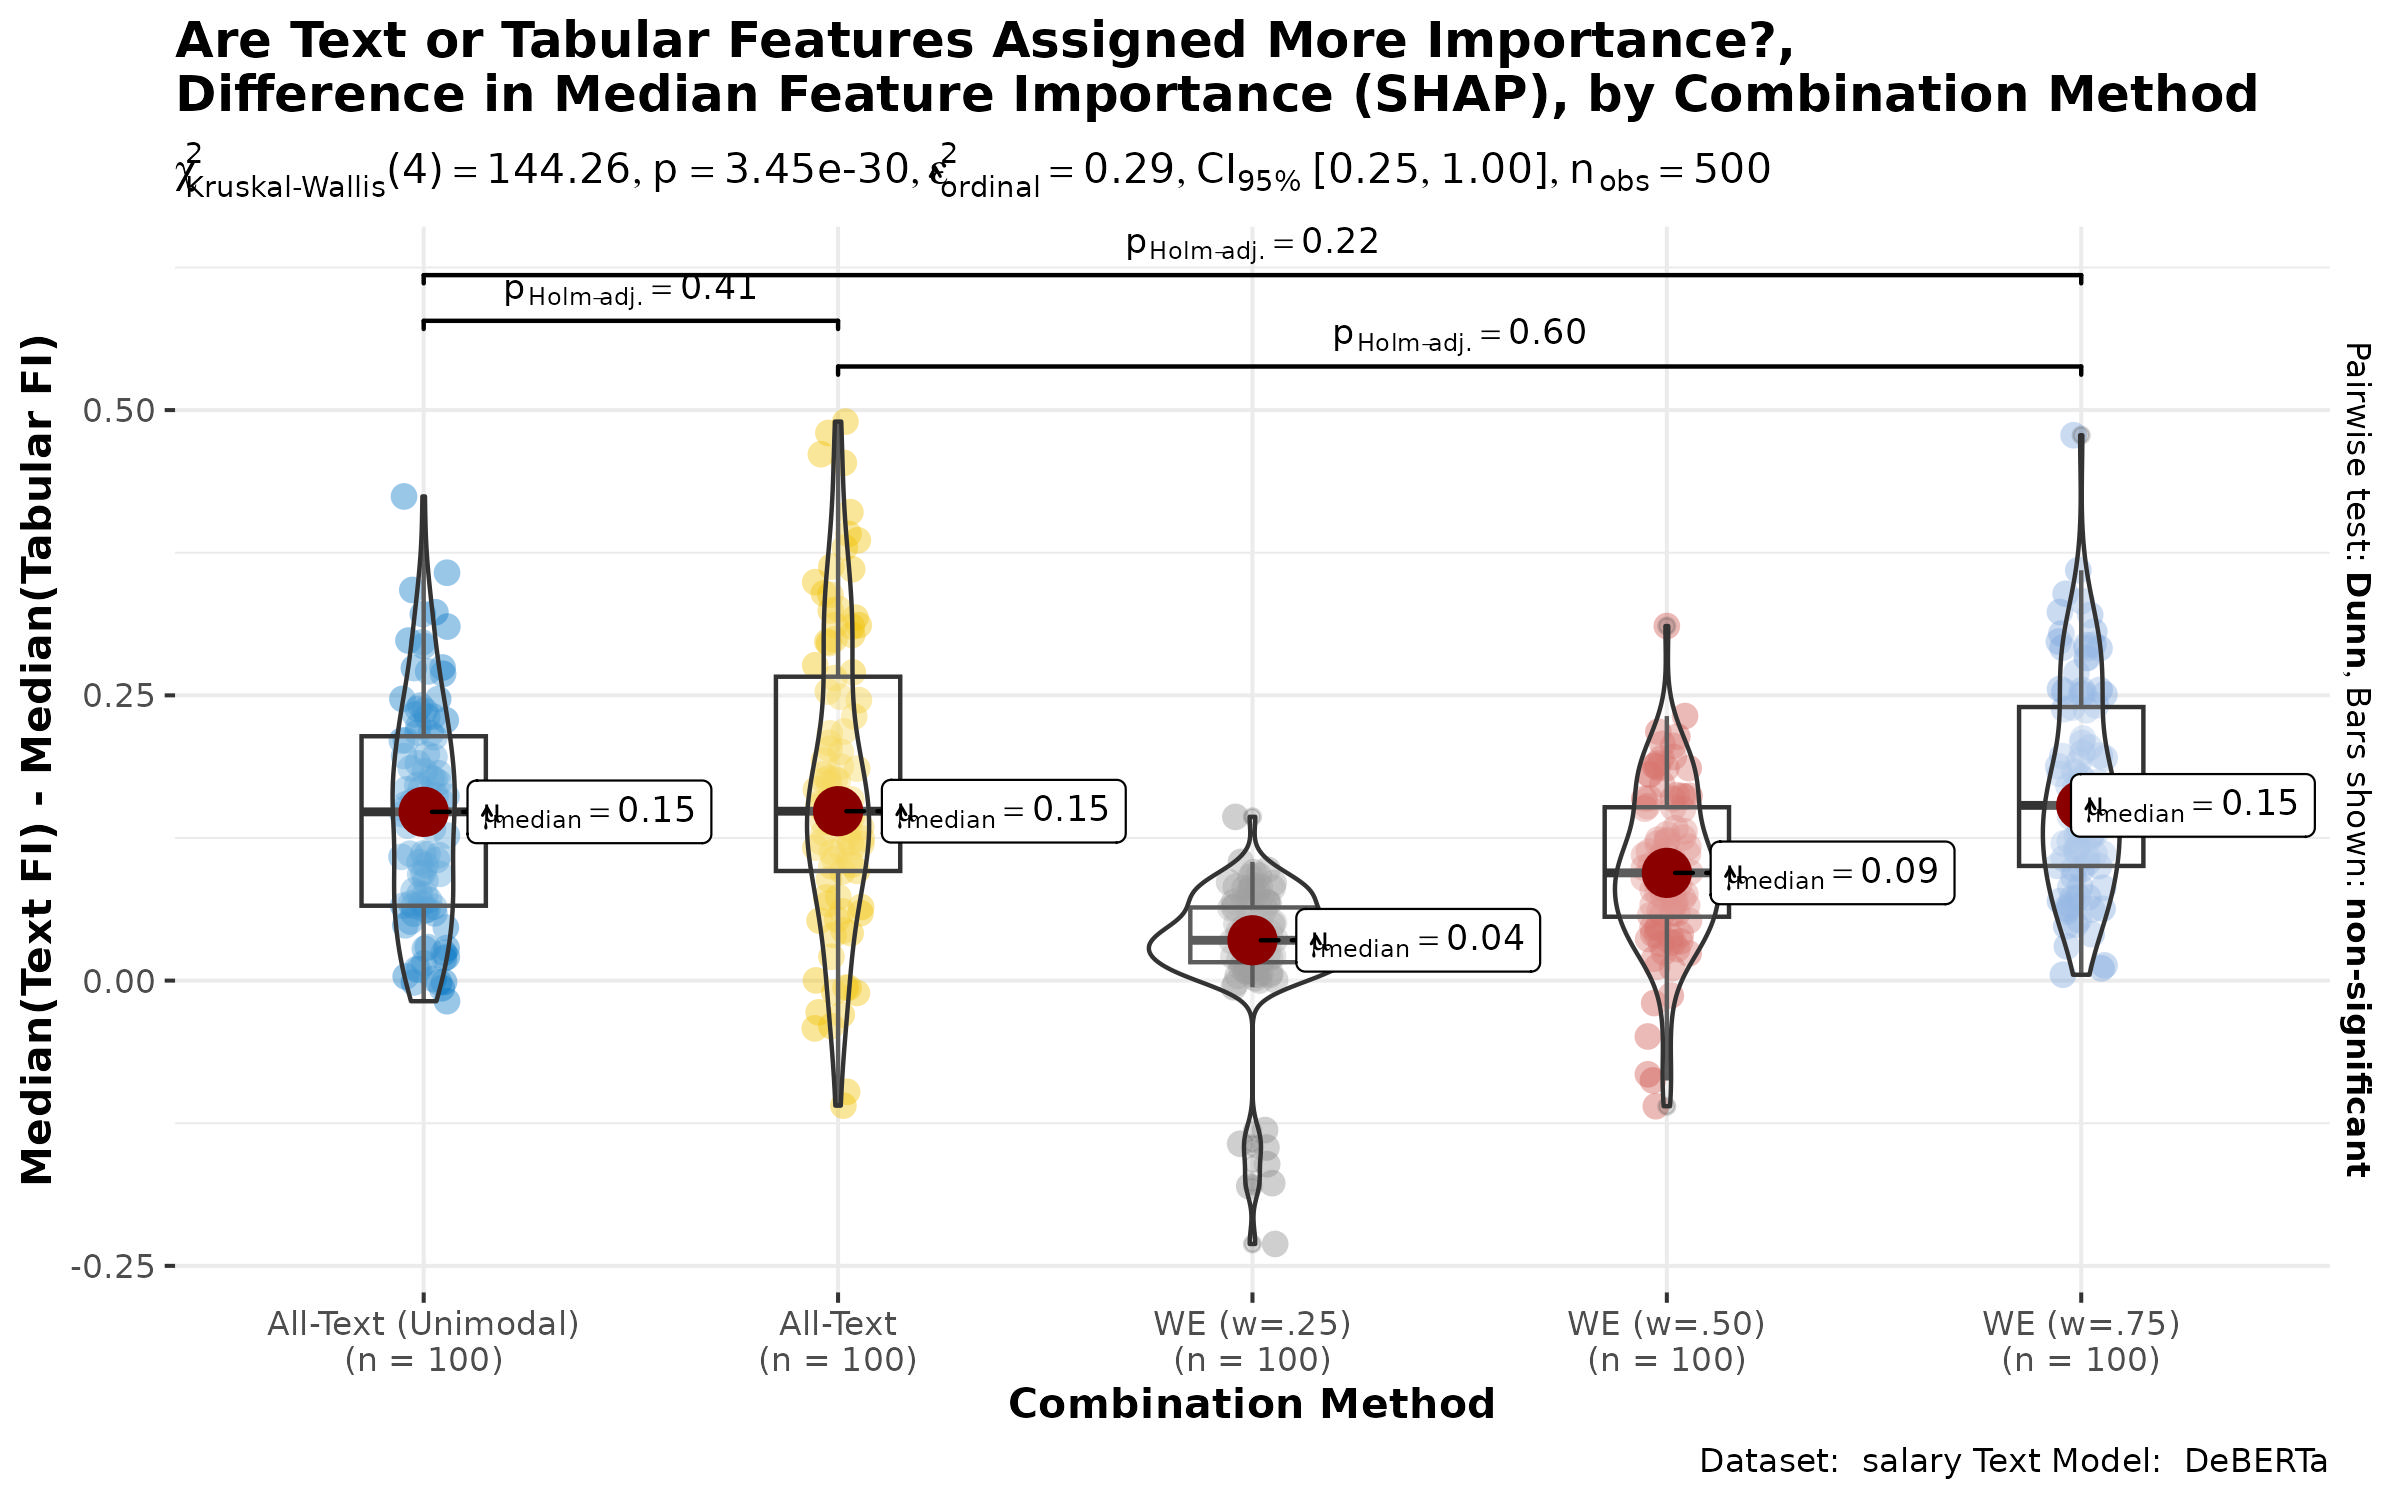 Are Text or Tabular Features Assigned More Importance?,
Difference in Median Feature Importance (SHAP), by Combination Method
χ²Kruskal-Wallis(4) = 144.26, p = 3.45e-30, ε²ordinal = 0.29, CI95% [0.25, 1.00], nobs = 500
pHolm-adj. = 0.22
pHolm-adj. = 0.41
pHolm-adj. = 0.60
Median(Text FI) - Median(Tabular FI)
0.50
0.25
0.00
-0.25
μ̂median = 0.15
μ̂median = 0.15
μ̂median = 0.04
μ̂median = 0.09
μ̂median = 0.15
Pairwise test: Dunn, Bars shown: non-significant
All-Text (Unimodal)
(n = 100)
All-Text
(n = 100)
WE (w=.25)
(n = 100)
WE (w=.50)
(n = 100)
WE (w=.75)
(n = 100)
Combination Method
Dataset:  salary Text Model:  DeBERTa